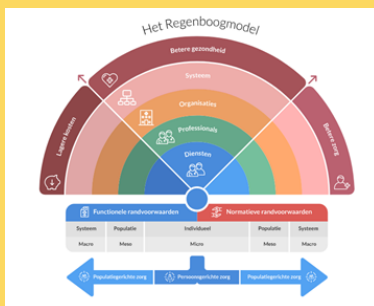 Het Regenboogmodel
Betere gezondheid
Lagere kosten
Betere zorg
Systeem
Organisaties
Professionals
Diensten
Functionele randvoorwaarden
Normatieve randvoorwaarden
Systeem Populatie Individueel Populatie Systeem
Macro Meso Micro Meso Macro
Populatiegerichte zorg Persoonsgerichte zorg Populatiegerichte zorg